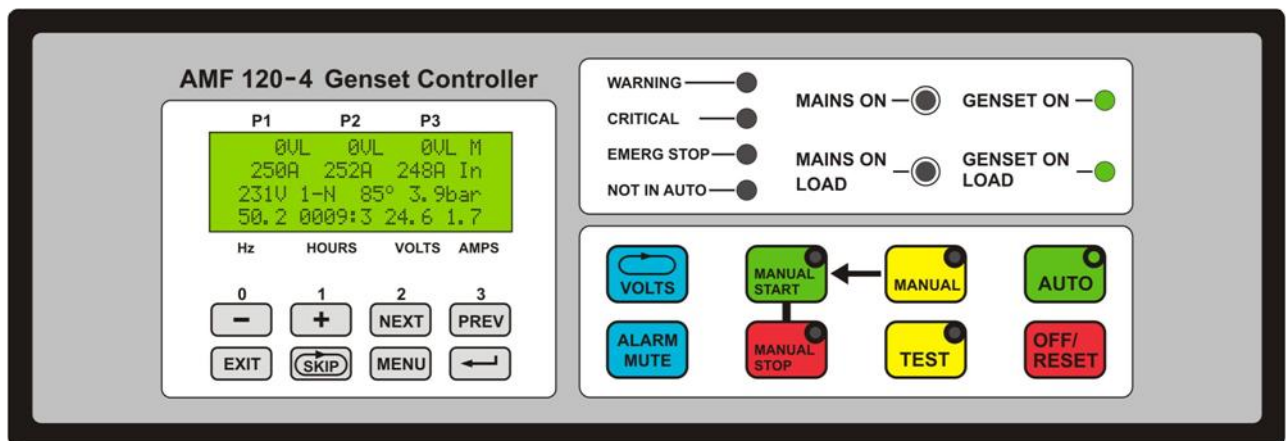 AMF 120-4 Genset Controller
P1 P2 P3
0VL 0VL 0VL M
250A 252A 248A In
231V 1-N 85° 3.9bar
50.2 0009:3 24.6 1.7
Hz HOURS VOLTS AMPS
0 1 2 3
- + NEXT PREV
EXIT SKIP MENU
WARNING
CRITICAL
EMERG STOP
NOT IN AUTO
MAINS ON
GENSET ON
MAINS ON
LOAD
GENSET ON
LOAD
VOLTS
MANUAL
START
MANUAL
AUTO
ALARM
MUTE
MANUAL
STOP
TEST
OFF/
RESET